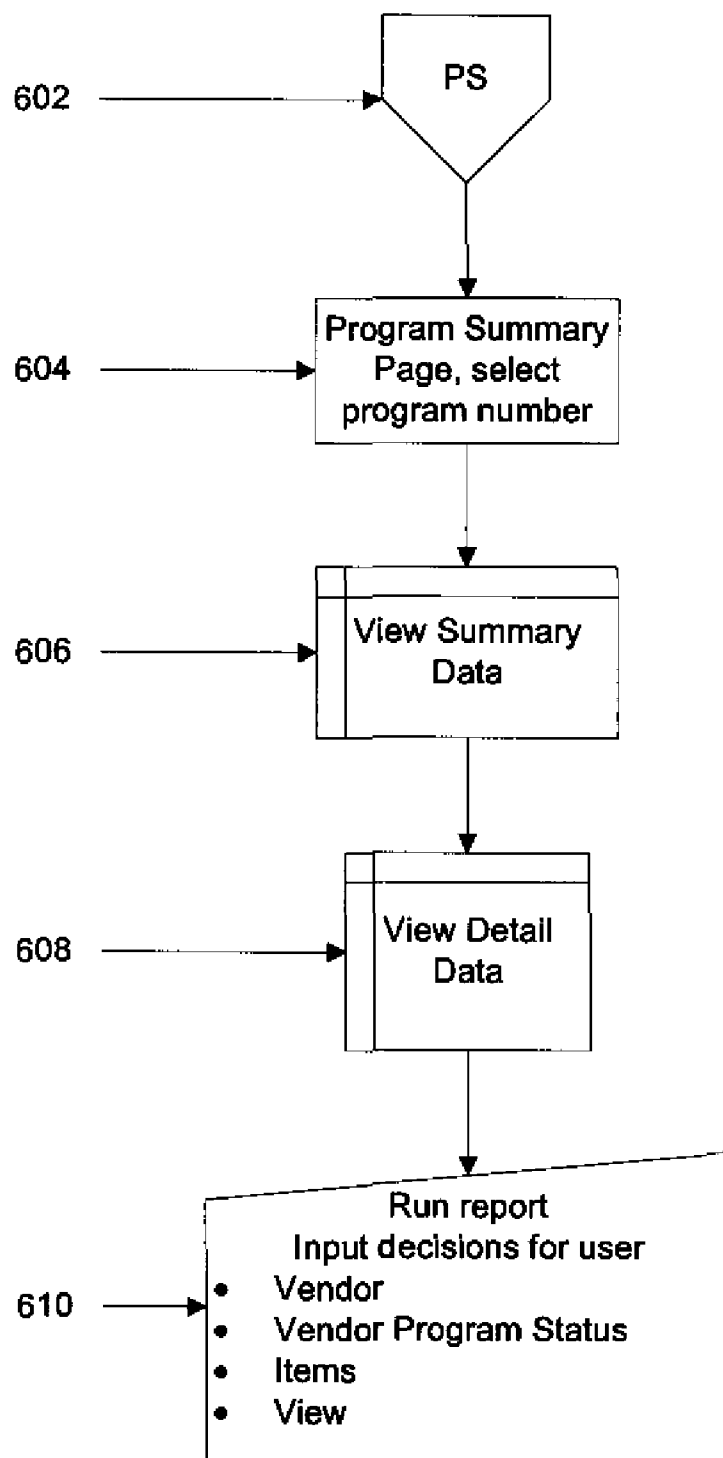 602
PS
604
Program Summary
Page, select
program number
606
View Summary
Data
608
View Detail
Data
610
Run report
Input decisions for user
• Vendor
• Vendor Program Status
• Items
• View